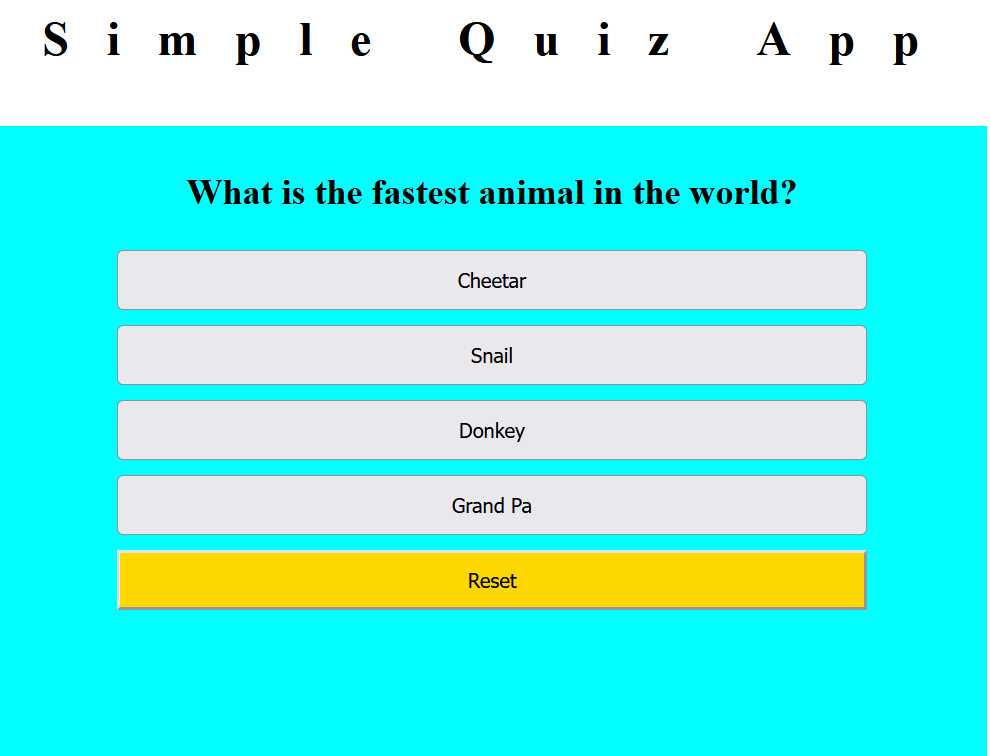 Simple Quiz App
What is the fastest animal in the world?
Cheetar
Snail
Donkey
Grand Pa
Reset